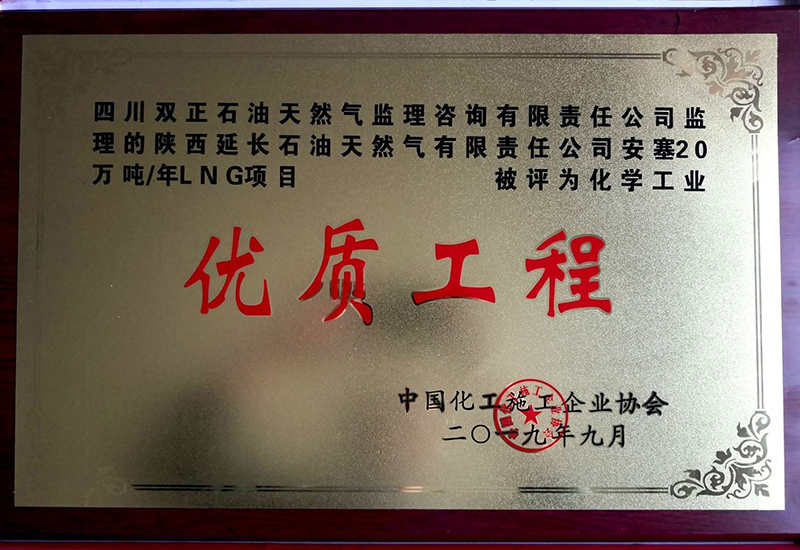 四川双正石油天然气监理咨询有限责任公司监
理的陕西延长石油天然气有限责任公司安塞20
万吨/年LNG项目 被评为化学工业
优质工程
中国化工施工企业协会
二〇一九年九月